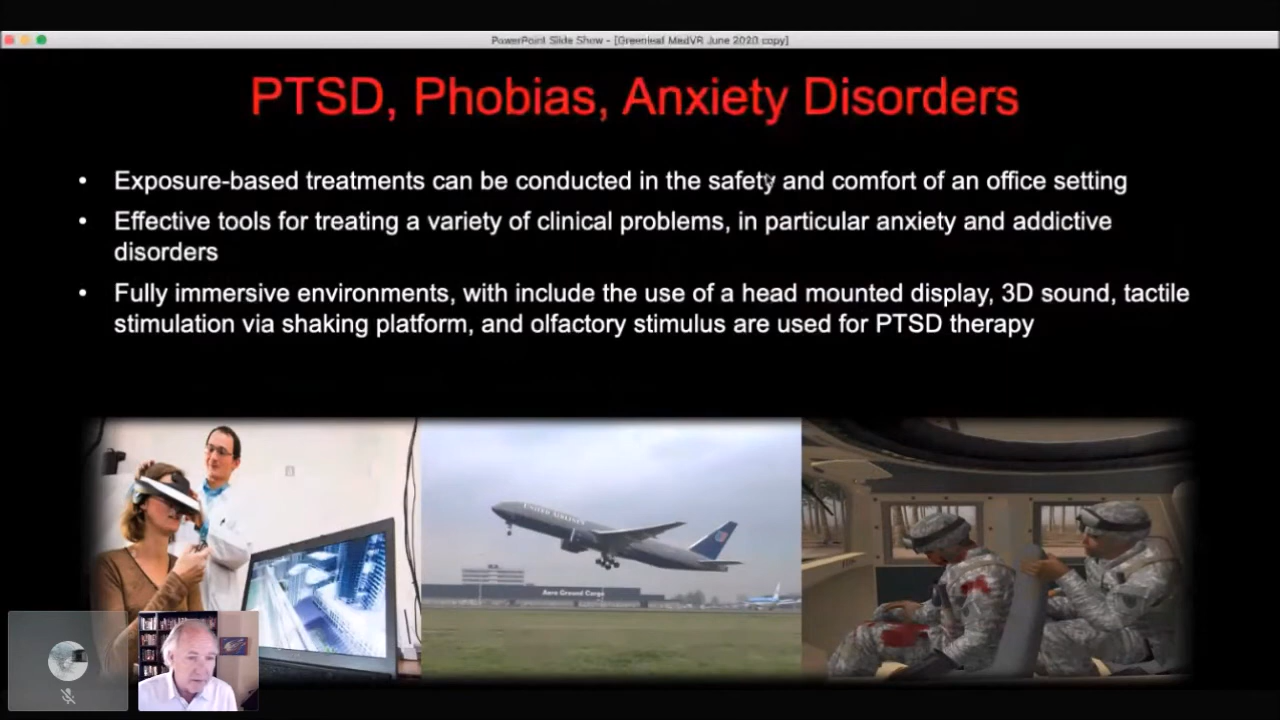 PowerPoint Slide Show - [Greenleaf MedVR June 2020 copy]
PTSD, Phobias, Anxiety Disorders
• Exposure-based treatments can be conducted in the safety and comfort of an office setting
• Effective tools for treating a variety of clinical problems, in particular anxiety and addictive
disorders
• Fully immersive environments, with include the use of a head mounted display, 3D sound, tactile
stimulation via shaking platform, and olfactory stimulus are used for PTSD therapy
UNITED AIRLINES
Aero Ground Cargo